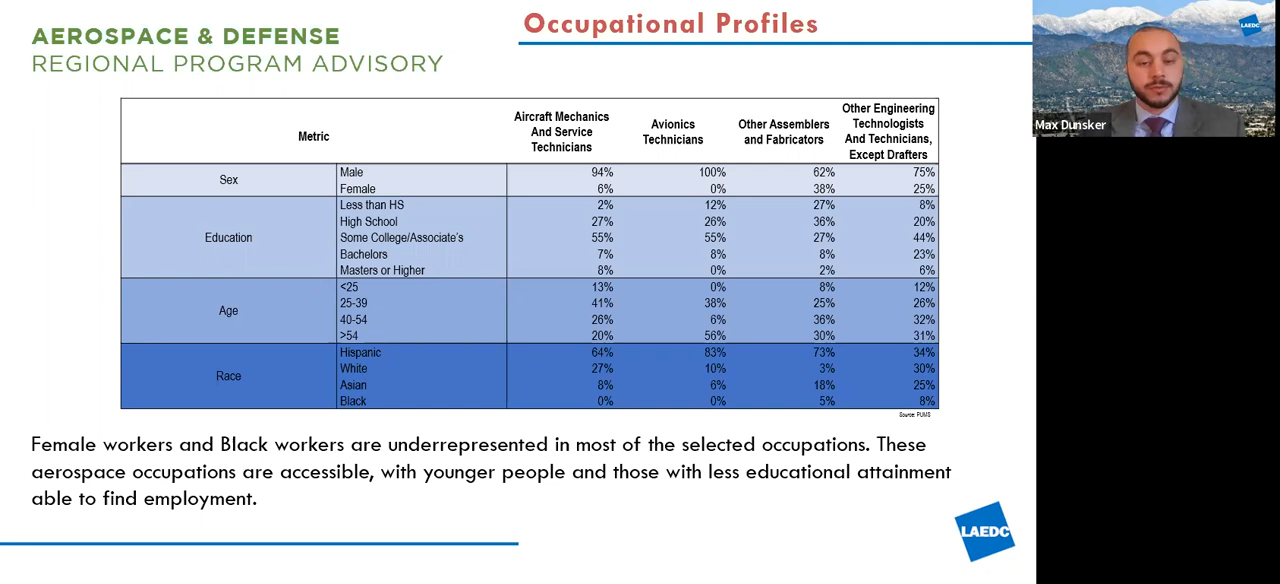 Occupational Profiles
AEROSPACE & DEFENSE
REGIONAL PROGRAM ADVISORY
LAEDC
Max Dunsker
Metric Aircraft Mechanics And Service Technicians Avionics Technicians Other Assemblers and Fabricators Other Engineering Technologists And Technicians, Except Drafters
Sex Male 94% 100% 62% 75%
Female 6% 0% 38% 25%
Education Less than HS 2% 12% 27% 8%
High School 27% 26% 36% 20%
Some College/Associate's 55% 55% 27% 44%
Bachelors 7% 8% 8% 23%
Masters or Higher 8% 0% 2% 6%
Age <25 13% 0% 8% 12%
25-39 41% 38% 25% 26%
40-54 26% 6% 36% 32%
>54 20% 56% 30% 31%
Race Hispanic 64% 83% 73% 34%
White 27% 10% 3% 30%
Asian 8% 6% 18% 25%
Black 0% 0% 5% 8%
Source: PUMS
Female workers and Black workers are underrepresented in most of the selected occupations. These
aerospace occupations are accessible, with younger people and those with less educational attainment
able to find employment.
LAEDC